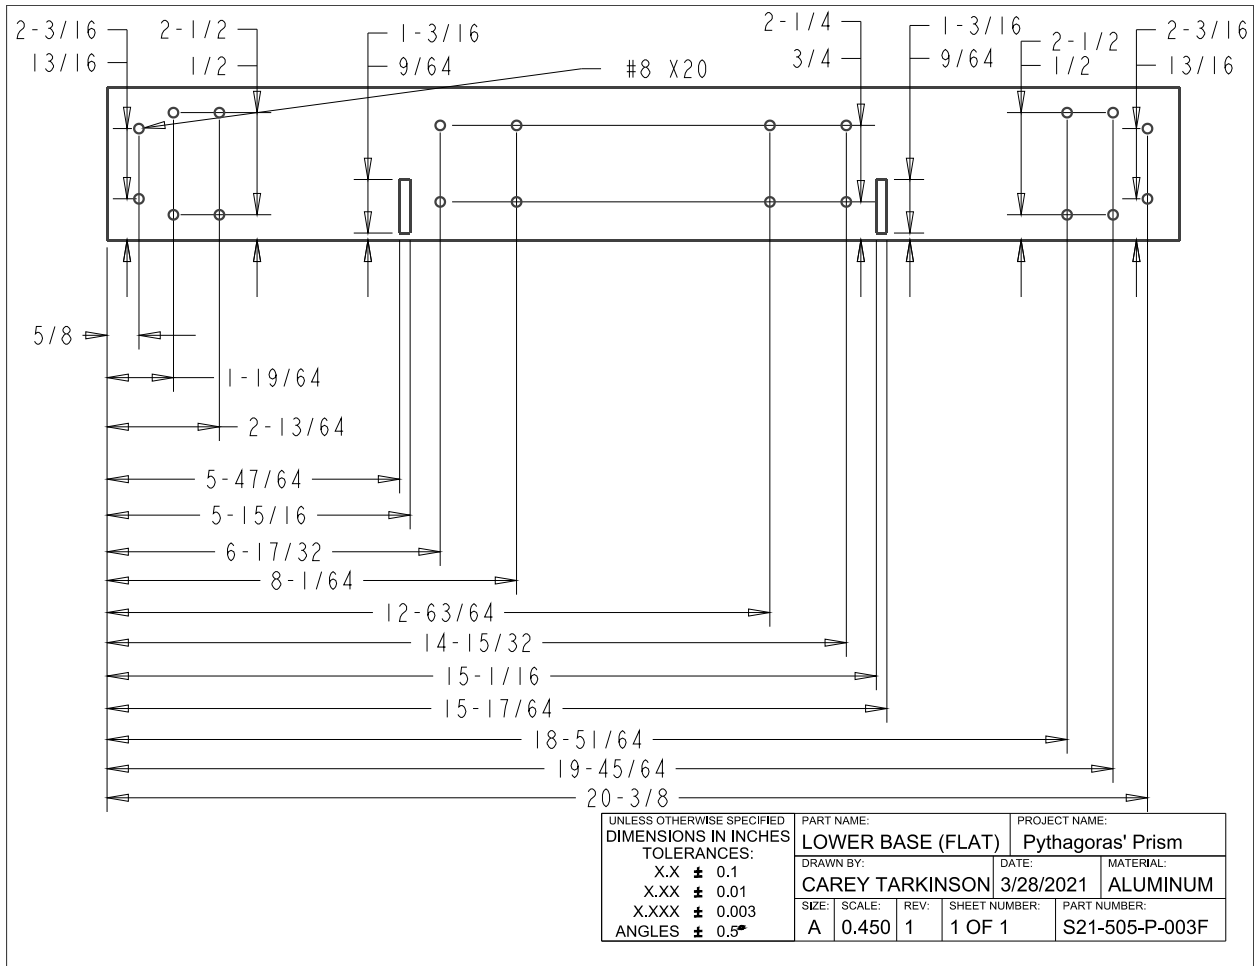 2-3/16
13/16
2-1/2
1/2
1-3/16
9/64
#8 X20
2-1/4
3/4
1-3/16
9/64
2-1/2
1/2
2-3/16
13/16
5/8
1-19/64
2-13/64
5-47/64
5-15/16
6-17/32
8-1/64
12-63/64
14-15/32
15-1/16
15-17/64
18-51/64
19-45/64
20-3/8
UNLESS OTHERWISE SPECIFIED
DIMENSIONS IN INCHES
TOLERANCES:
X.X ± 0.1
X.XX ± 0.01
X.XXX ± 0.003
ANGLES ± 0.5°
PART NAME:
LOWER BASE (FLAT)
PROJECT NAME:
Pythagoras' Prism
DRAWN BY:
CAREY TARKINSON
DATE:
3/28/2021
MATERIAL:
ALUMINUM
SIZE:
A
SCALE:
0.450
REV:
1
SHEET NUMBER:
1 OF 1
PART NUMBER:
S21-505-P-003F